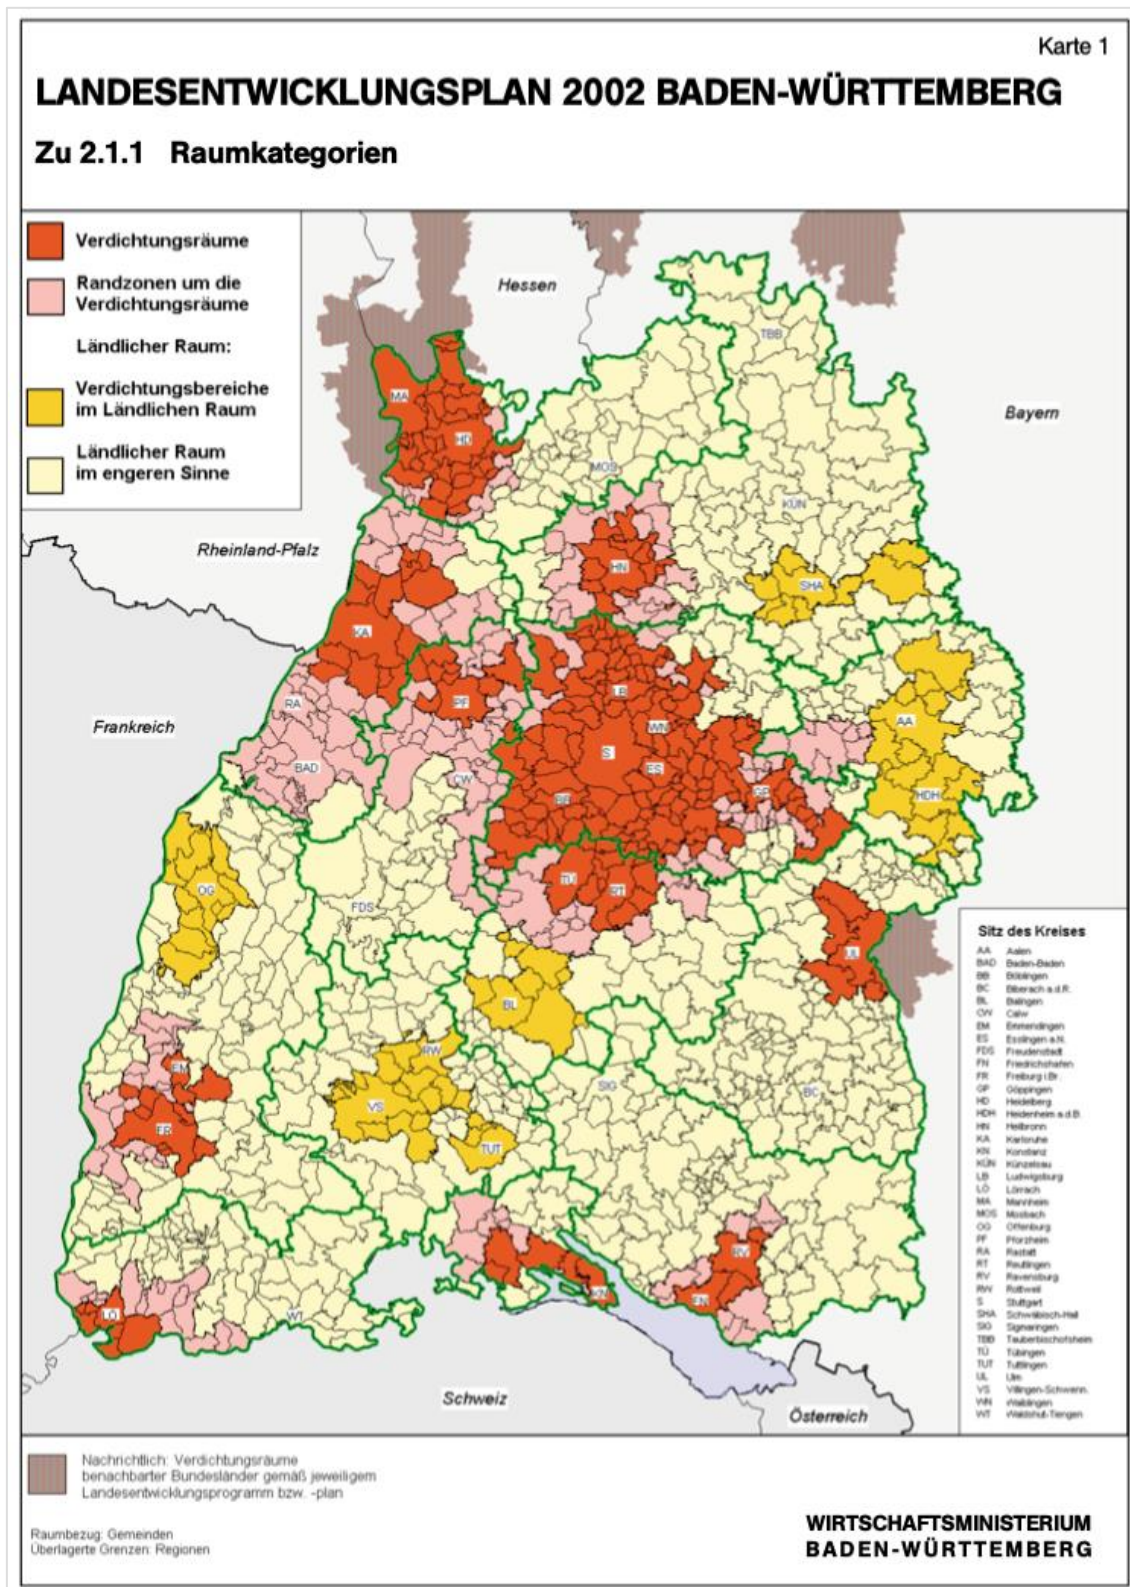 Karte 1
LANDESENTWICKLUNGSPLAN 2002 BADEN-WÜRTTEMBERG
Zu 2.1.1 Raumkategorien
Verdichtungsräume
Randzonen um die
Verdichtungsräume
Ländlicher Raum:
Verdichtungsbereiche
im Ländlichen Raum
Ländlicher Raum
im engeren Sinne
Hessen
Bayern
Rheinland-Pfalz
Frankreich
Schweiz
Österreich
TBB
MA
HD
MOS
KÜN
HN
SHA
KA
PF
LB
RA
WN
AA
S
BAD
CW
ES
GP
BB
HDH
TÜ
RT
OG
FDS
UL
BL
RW
EM
SIG
BC
VS
FR
TUT
RV
KN
FN
LÖ
WT
Sitz des Kreises
AA Aalen
BAD Baden-Baden
BB Böblingen
BC Biberach a.d.R.
BL Balingen
CW Calw
EM Emmendingen
ES Esslingen a.N.
FDS Freudenstadt
FN Friedrichshafen
FR Freiburg i.Br.
GP Göppingen
HD Heidelberg
HDH Heidenheim a.d.B.
HN Heilbronn
KA Karlsruhe
KN Konstanz
KÜN Künzelsau
LB Ludwigsburg
LÖ Lörrach
MA Mannheim
MOS Mosbach
OG Offenburg
PF Pforzheim
RA Rastatt
RT Reutlingen
RV Ravensburg
RW Rottweil
S Stuttgart
SHA Schwäbisch-Hall
SIG Sigmaringen
TBB Tauberbischofsheim
TÜ Tübingen
TUT Tuttlingen
UL Ulm
VS Villingen-Schwenn.
WN Waiblingen
WT Waldshut-Tiengen
Nachrichtlich: Verdichtungsräume
benachbarter Bundesländer gemäß jeweiligem
Landesentwicklungsprogramm bzw. -plan
Raumbezug: Gemeinden
Überlagerte Grenzen: Regionen
WIRTSCHAFTSMINISTERIUM
BADEN-WÜRTTEMBERG